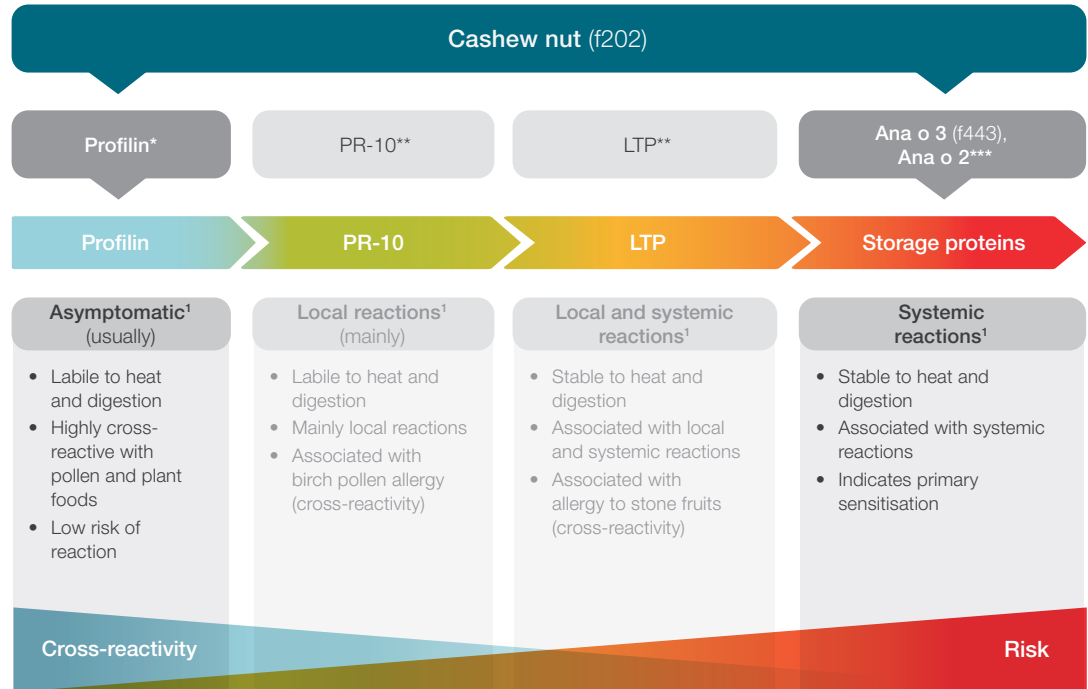 Cashew nut (f202)
Profilin*
PR-10**
LTP**
Ana o 3 (f443),
Ana o 2***
Profilin
PR-10
LTP
Storage proteins
Asymptomatic¹
(usually)
• Labile to heat
and digestion
• Highly cross-
reactive with
pollen and plant
foods
• Low risk of
reaction
Local reactions¹
(mainly)
• Labile to heat and
digestion
• Mainly local reactions
• Associated with
birch pollen allergy
(cross-reactivity)
Local and systemic
reactions¹
• Stable to heat and
digestion
• Associated with local
and systemic reactions
• Associated with
allergy to stone fruits
(cross-reactivity)
Systemic
reactions¹
• Stable to heat and
digestion
• Associated with systemic
reactions
• Indicates primary
sensitisation
Cross-reactivity
Risk